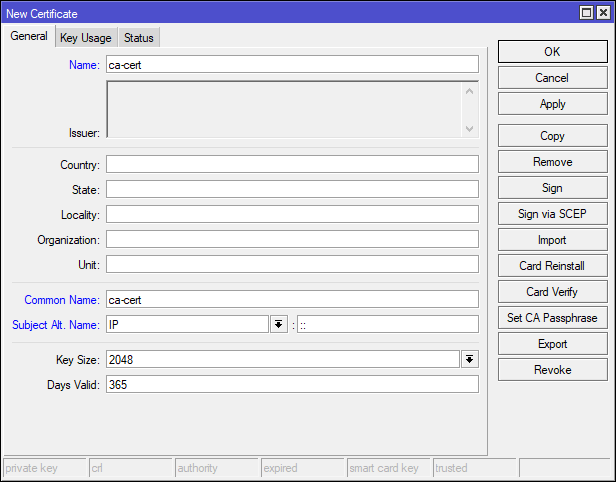 New Certificate
General Key Usage Status
Name: ca-cert
Issuer:
Country:
State:
Locality:
Organization:
Unit:
Common Name: ca-cert
Subject Alt. Name: IP : ::
Key Size: 2048
Days Valid: 365
OK
Cancel
Apply
Copy
Remove
Sign
Sign via SCEP
Import
Card Reinstall
Card Verify
Set CA Passphrase
Export
Revoke
private key crl authority expired smart card key trusted